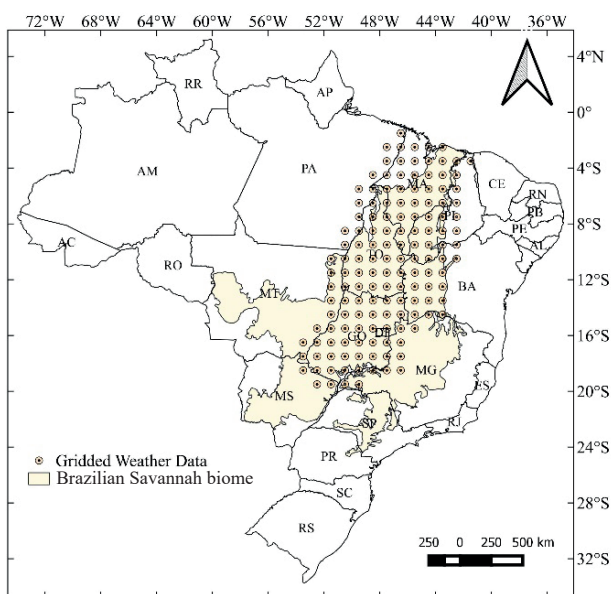 72°W 68°W 64°W 60°W 56°W 52°W 48°W 44°W 40°W 36°W
4°N
RR
AP
0°
AM
PA
MA
CE
4°S
RN
PB
PI
PE
8°S
AC
TO
AL
RO
BA
12°S
MT
DF
GO
16°S
MG
ES
MS
20°S
SP
RJ
24°S
Gridded Weather Data
PR
Brazilian Savannah biome
SC
28°S
RS
250 0 250 500 km
32°S